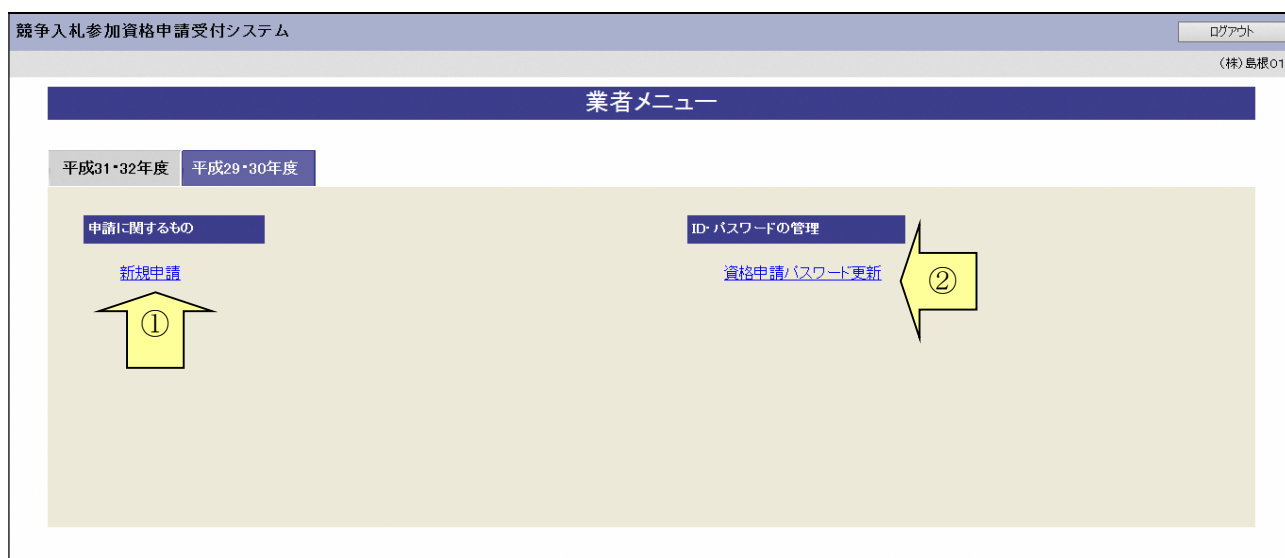 競争入札参加資格申請受付システム
ログアウト
(株)島根01
業者メニュー
平成31・32年度 平成29・30年度
申請に関するもの
ID・パスワードの管理
新規申請
資格申請パスワード更新
①
②